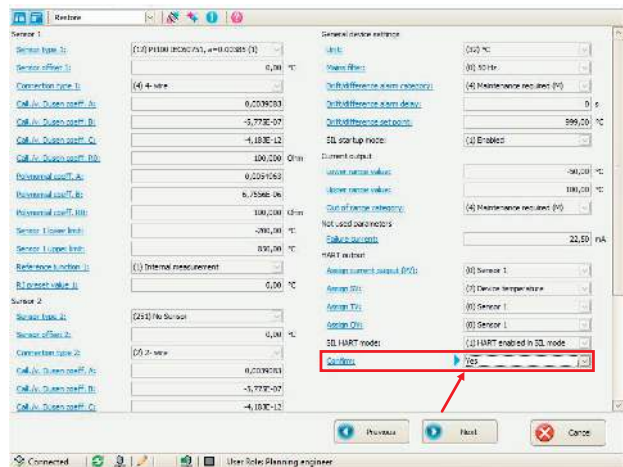 Restore
Sensor 1
Sensor type 1: (12) Pt100 IEC60751, a=0.00385 (1)
Sensor offset 1: 0,00 °C
Connection type 1: (4) 4-wire
Call./v. Dusen coeff. A: 0,0039083
Call./v. Dusen coeff. B: -5,775E-07
Call./v. Dusen coeff. C: -4,183E-12
Call./v. Dusen coeff. R0: 100,000 Ohm
Polynomial coeff. A: 0,0054963
Polynomial coeff. B: 6,7556E-06
Polynomial coeff. R0: 100,000 Ohm
Sensor 1 lower limit: -200,00 °C
Sensor 1 upper limit: 850,00 °C
Reference junction 1: (1) Internal measurement
RJ preset value 1: 0,00 °C
Sensor 2
Sensor type 2: (251) No Sensor
Sensor offset 2: 0,00 °C
Connection type 2: (2) 2-wire
Call./v. Dusen coeff. A: 0,0039083
Call./v. Dusen coeff. B: -5,775E-07
Call./v. Dusen coeff. C: -4,183E-12
General device settings
Unit: (32) °C
Mains filter: (0) 50 Hz
Drift/difference alarm category: (4) Maintenance required (M)
Drift/difference alarm delay: 0 s
Drift/difference set point: 999,00 °C
SIL startup mode: (1) Enabled
Current output
Lower range value: -50,00 °C
Upper range value: 100,00 °C
Out of range category: (4) Maintenance required (M)
Not used parameters
Failure current: 22,50 mA
HART output
Assign current output (PV): (0) Sensor 1
Assign SV: (2) Device temperature
Assign TV: (0) Sensor 1
Assign QV: (0) Sensor 1
SIL HART mode: (1) HART enabled in SIL mode
Confirm: Yes
Previous Next Cancel
Connected User Role: Planning engineer